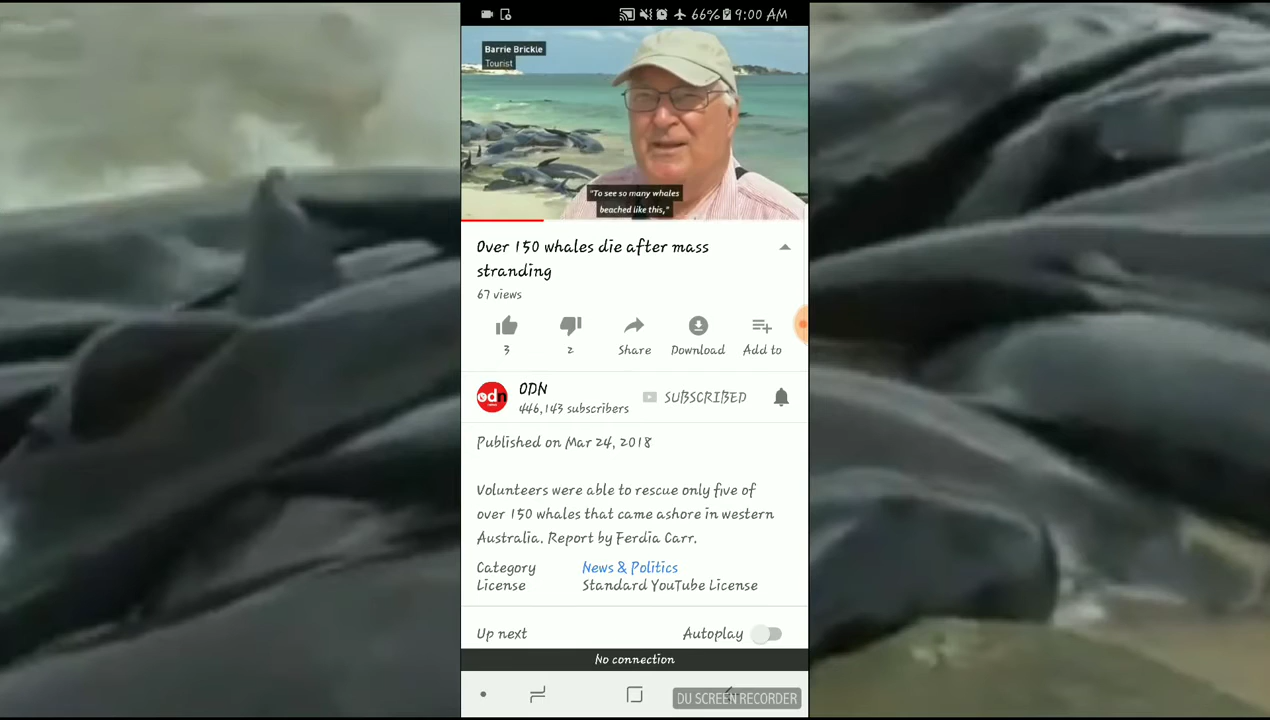 66% 9:00 AM
Barrie Brickle
Tourist
"To see so many whales
beached like this,"
Over 150 whales die after mass
stranding
67 views
3 2 Share Download Add to
odn
ODN
446,143 subscribers
SUBSCRIBED
Published on Mar 24, 2018
Volunteers were able to rescue only five of
over 150 whales that came ashore in western
Australia. Report by Ferdia Carr.
Category News & Politics
License Standard YouTube License
Up next Autoplay
No connection
DU SCREEN RECORDER